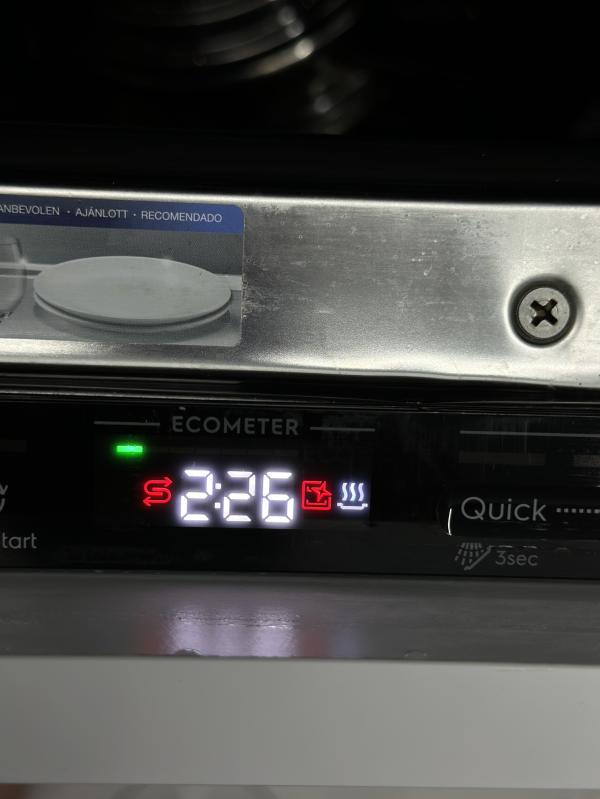 ANBEVOLEN · AJÁNLOTT · RECOMENDADO
ECOMETER
2:26
Quick
tart
3sec